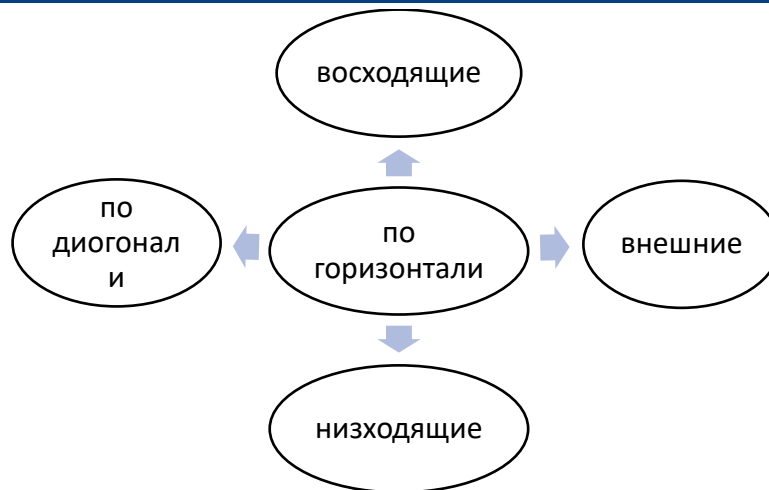 восходящие
по
диогонал
и
по
горизонтали
внешние
низходящие